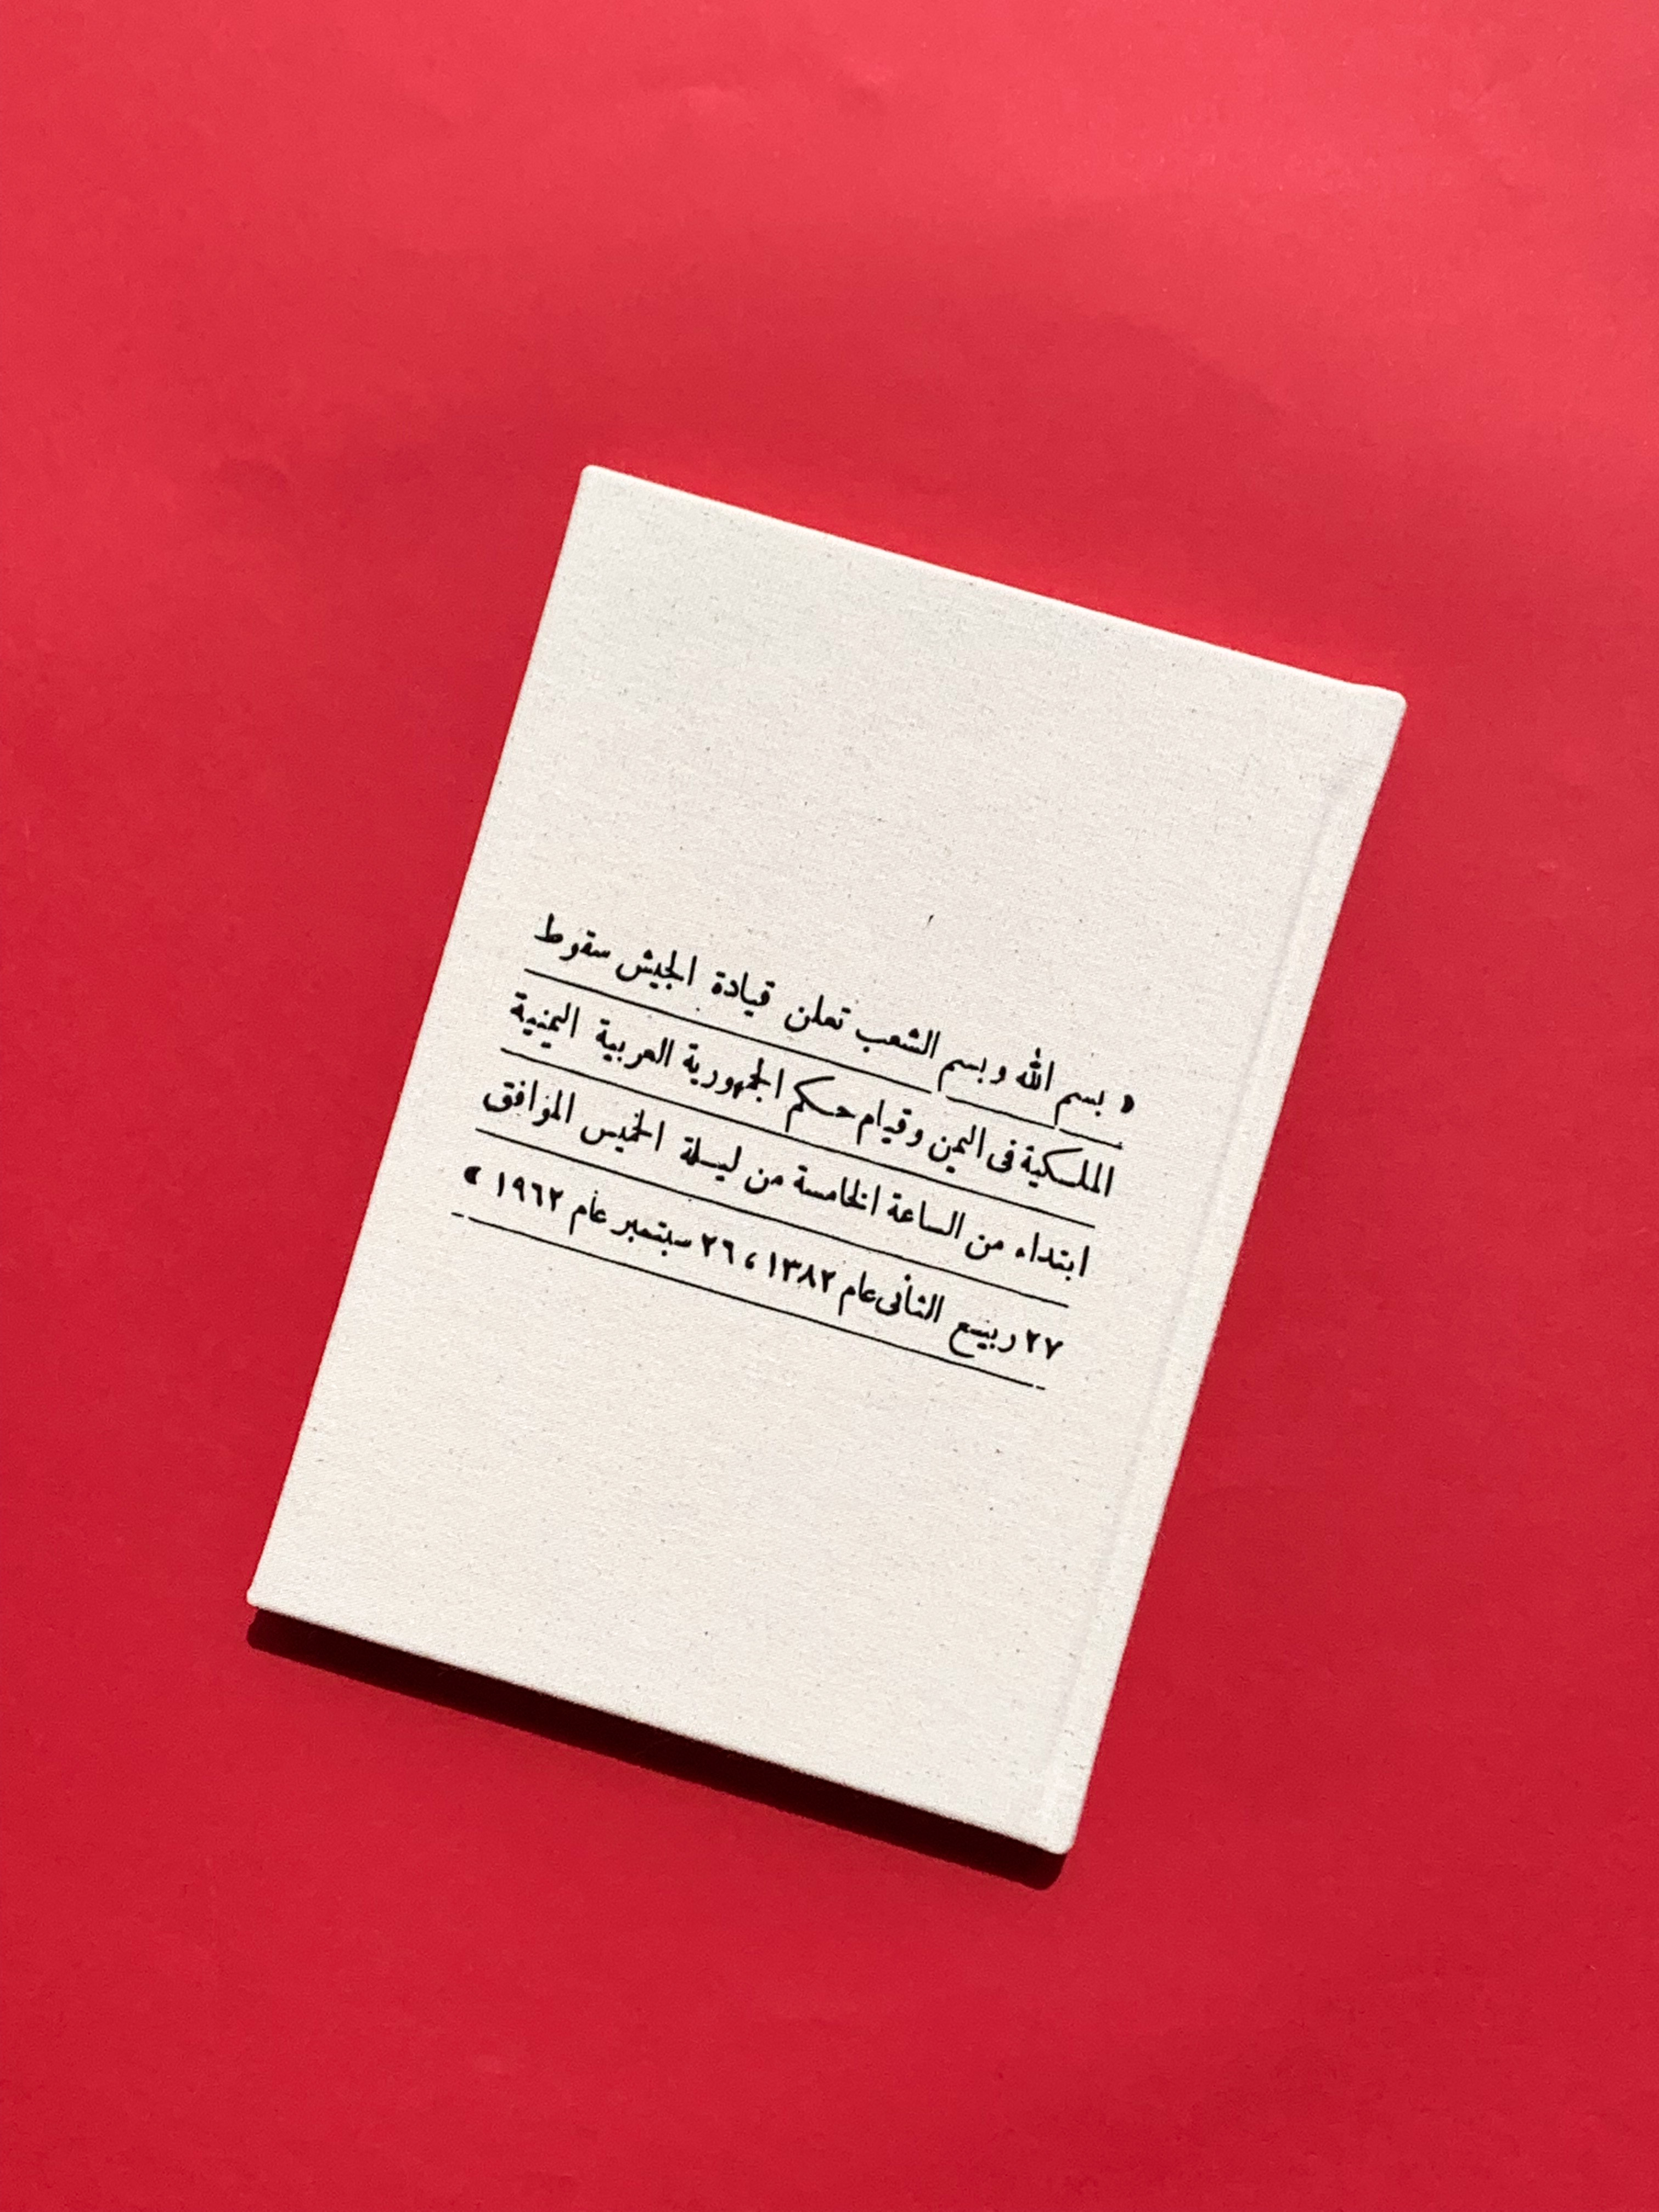 « بسم الله وبسم الشعب تعلن قيادة الجيش سقوط
الملكية فى اليمن وقيام حكم الجمهورية العربية اليمنية
ابتداء من الساعة الخامسة من ليلة الخميس الموافق
٢٧ ربيع الثانى عام ١٣٨٢ ، ٢٦ سبتمبر عام ١٩٦٢ »